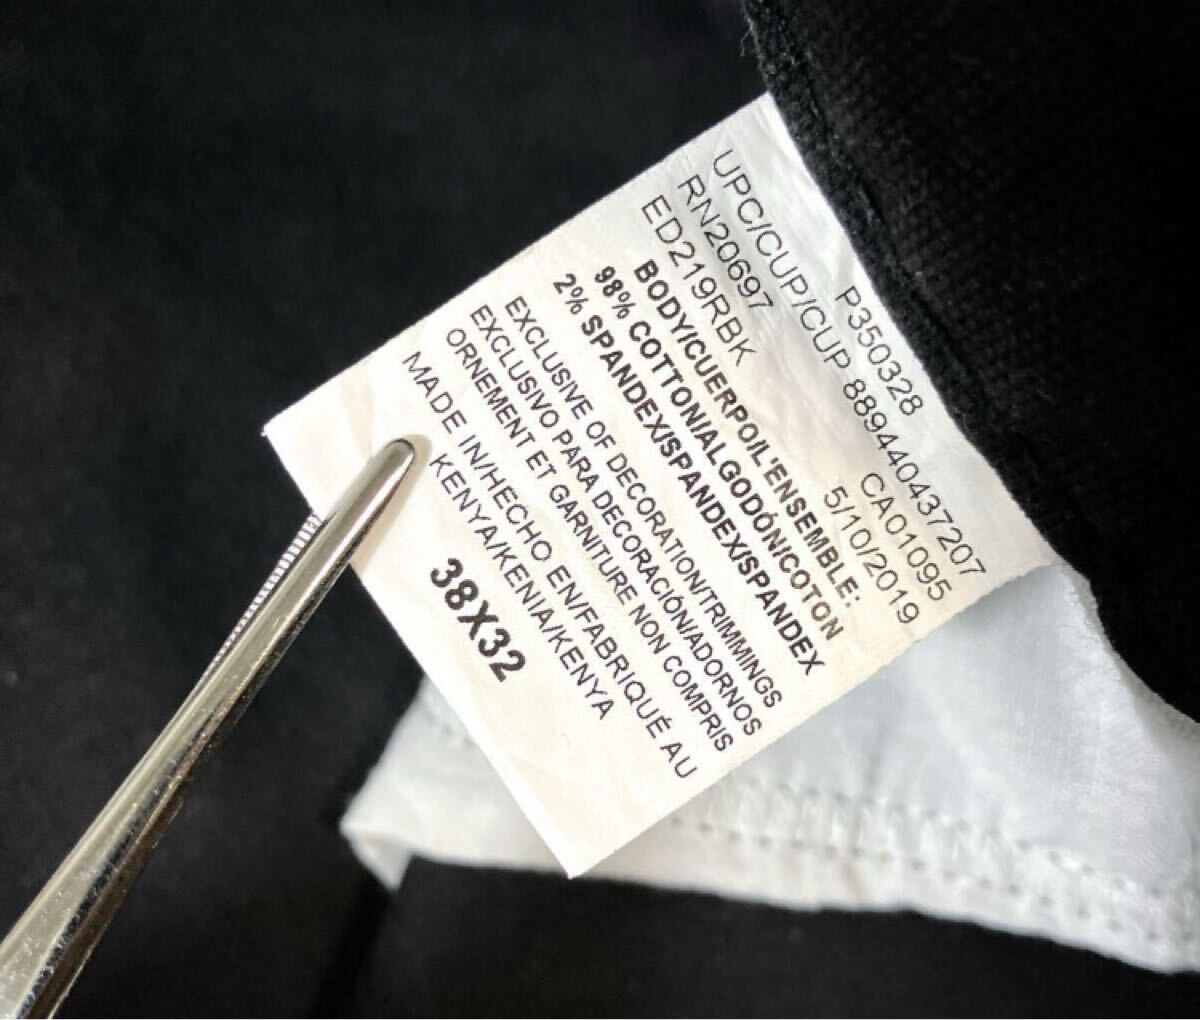 P350328
UPC/CUP/CUP 889440437207
RN20697 CA01095
ED219RBK 5/10/2019
BODY/CUERPO/L'ENSEMBLE:
98% COTTON/ALGODÓN/COTON
2% SPANDEX/SPANDEX/SPANDEX
EXCLUSIVE OF DECORATION/TRIMMINGS
EXCLUSIVO PARA DECORACIÓN/ADORNOS
ORNEMENT ET GARNITURE NON COMPRIS
MADE IN/HECHO EN/FABRIQUÉ AU
KENYA/KENIA/KENYA
38X32